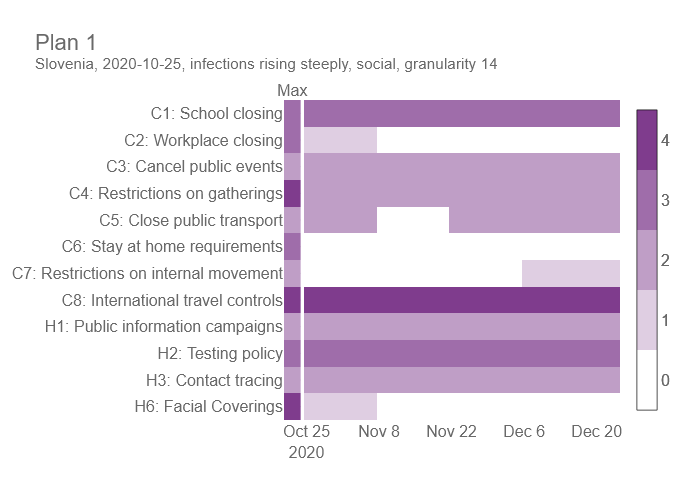 Plan 1
Slovenia, 2020-10-25, infections rising steeply, social, granularity 14
Max
C1: School closing
C2: Workplace closing
C3: Cancel public events
C4: Restrictions on gatherings
C5: Close public transport
C6: Stay at home requirements
C7: Restrictions on internal movement
C8: International travel controls
H1: Public information campaigns
H2: Testing policy
H3: Contact tracing
H6: Facial Coverings
4
3
2
1
0
Oct 25 Nov 8 Nov 22 Dec 6 Dec 20
2020